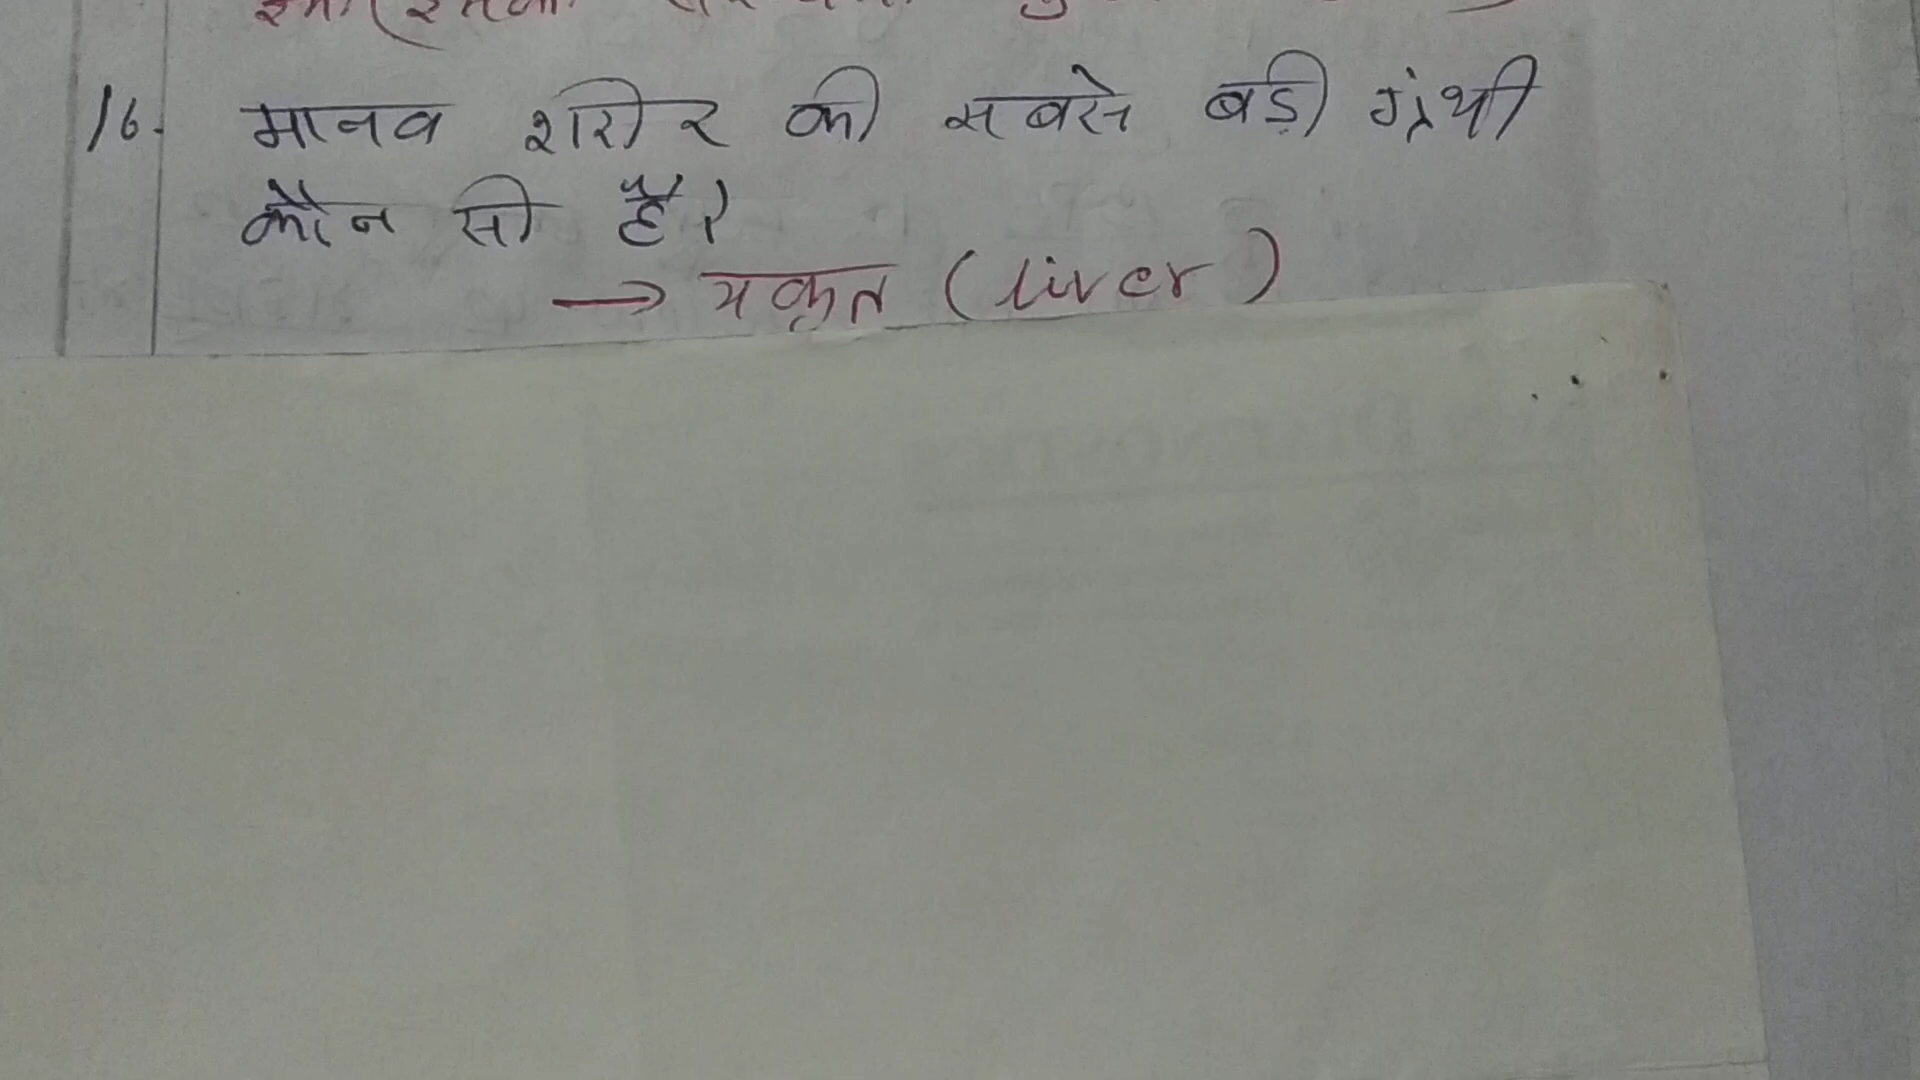 16. मानव शरीर की सबसे बड़ी ग्रंथी
कौन सी हैं।
→ यकृत (liver)